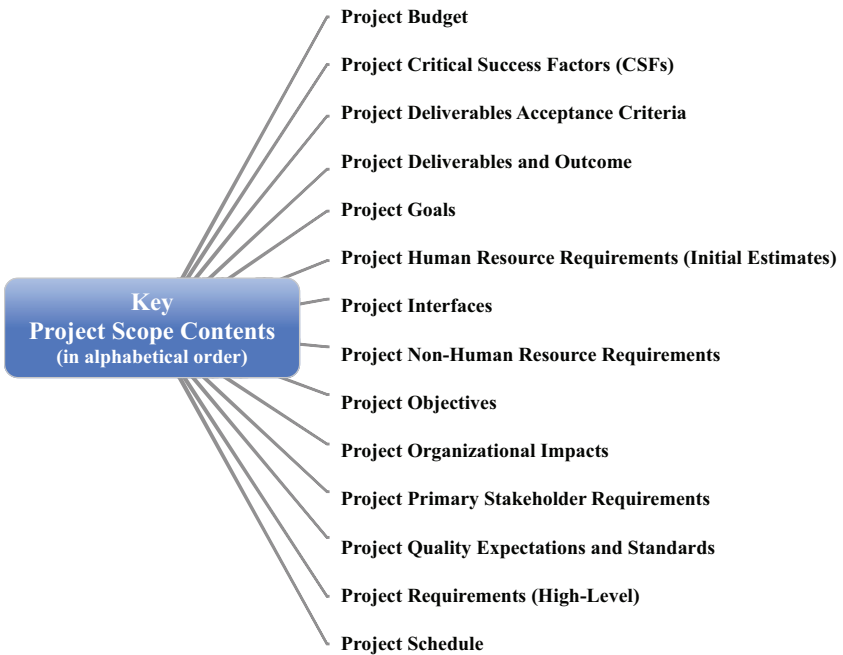 Project Budget
Project Critical Success Factors (CSFs)
Project Deliverables Acceptance Criteria
Project Deliverables and Outcome
Project Goals
Project Human Resource Requirements (Initial Estimates)
Key
Project Scope Contents
(in alphabetical order)
Project Interfaces
Project Non-Human Resource Requirements
Project Objectives
Project Organizational Impacts
Project Primary Stakeholder Requirements
Project Quality Expectations and Standards
Project Requirements (High-Level)
Project Schedule